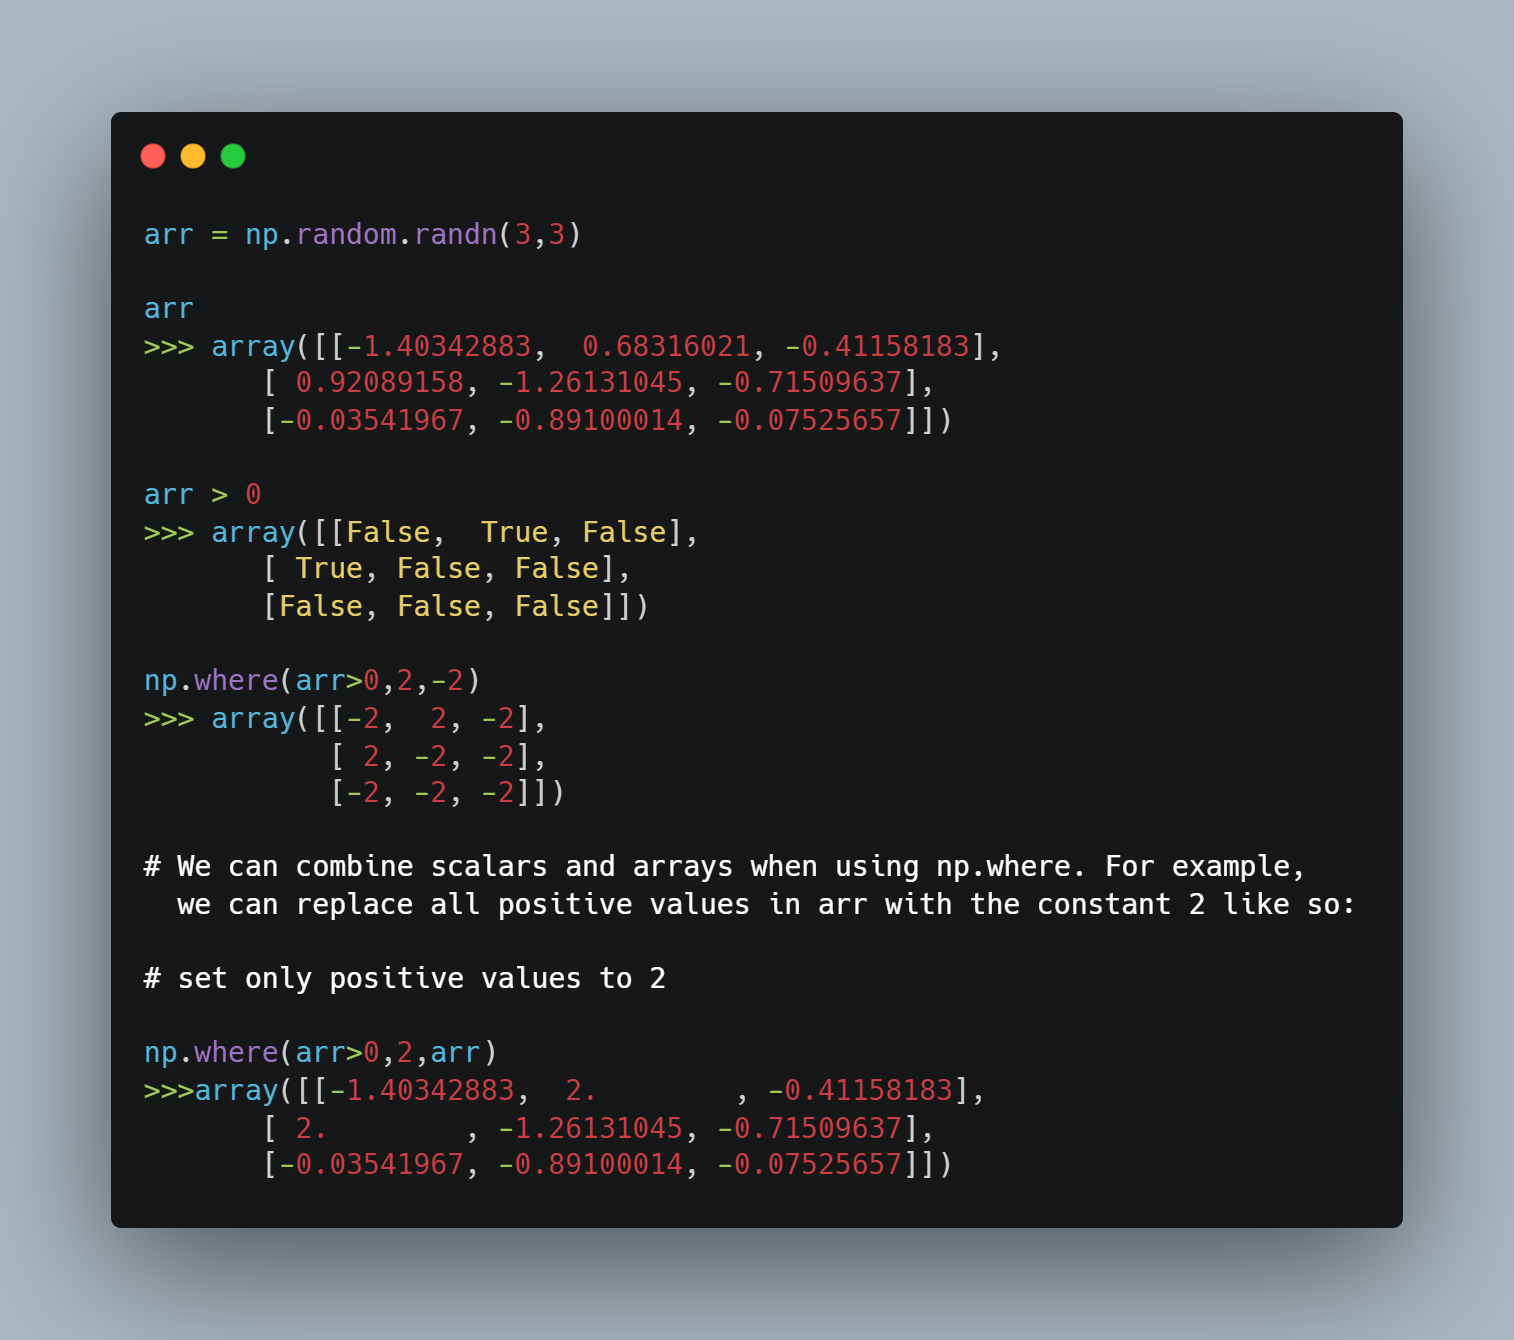 arr = np.random.randn(3,3)
arr
>>> array([[-1.40342883,  0.68316021, -0.41158183],
       [ 0.92089158, -1.26131045, -0.71509637],
       [-0.03541967, -0.89100014, -0.07525657]])
arr > 0
>>> array([[False,  True, False],
       [ True, False, False],
       [False, False, False]])
np.where(arr>0,2,-2)
>>> array([[-2,  2, -2],
           [ 2, -2, -2],
           [-2, -2, -2]])
# We can combine scalars and arrays when using np.where. For example,
  we can replace all positive values in arr with the constant 2 like so:
# set only positive values to 2
np.where(arr>0,2,arr)
>>>array([[-1.40342883,  2.        , -0.41158183],
       [ 2.        , -1.26131045, -0.71509637],
       [-0.03541967, -0.89100014, -0.07525657]])